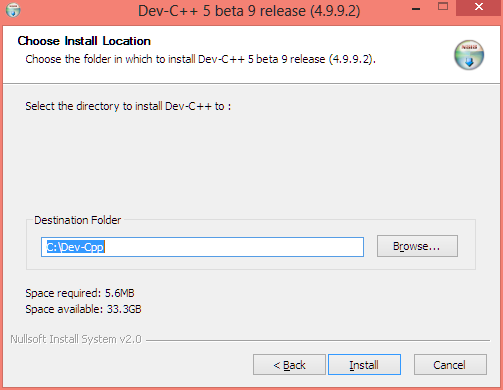 Dev-C++ 5 beta 9 release (4.9.9.2)
Choose Install Location
Choose the folder in which to install Dev-C++ 5 beta 9 release (4.9.9.2).
Select the directory to install Dev-C++ to :
Destination Folder
C:\Dev-Cpp
Browse...
Space required: 5.6MB
Space available: 33.3GB
Nullsoft Install System v2.0
< Back
Install
Cancel